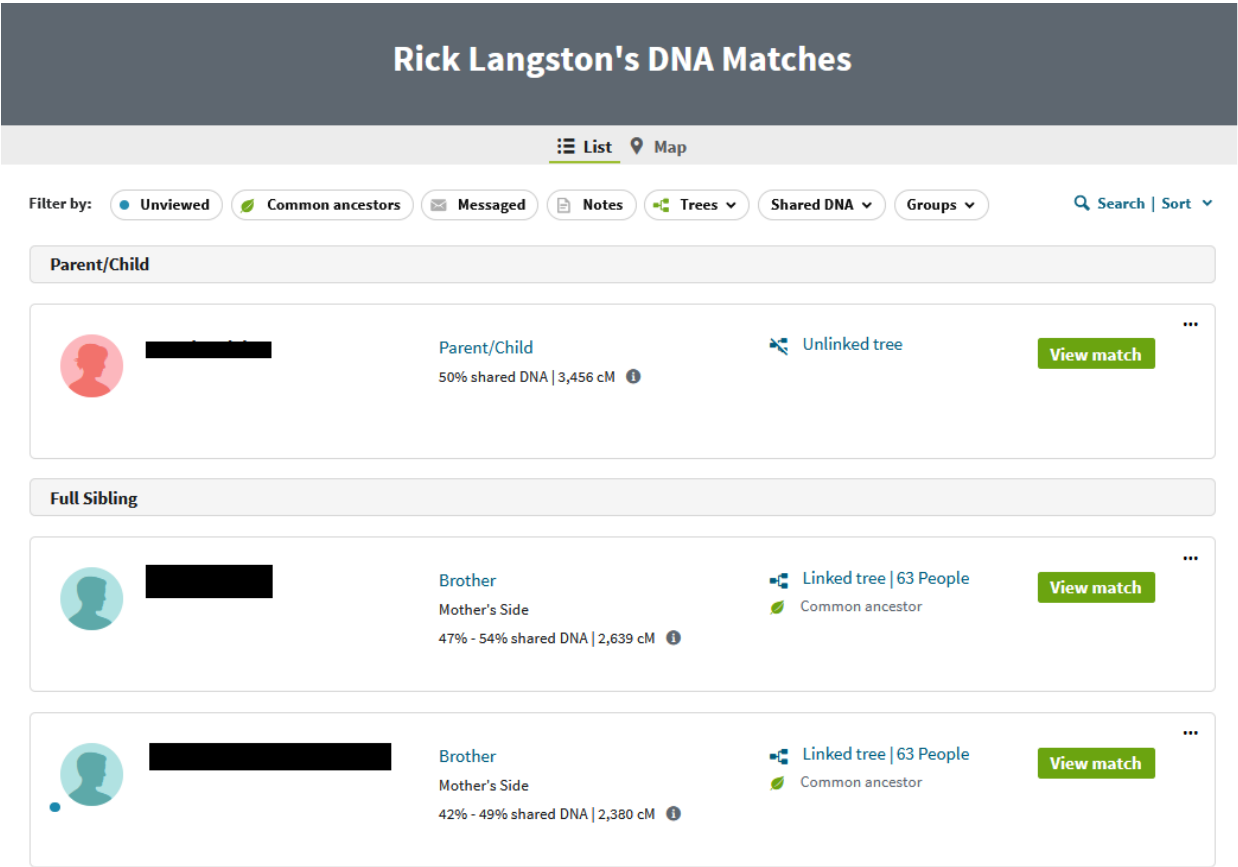 Rick Langston's DNA Matches
List Map
Filter by: Unviewed Common ancestors Messaged Notes Trees Shared DNA Groups Search | Sort
Parent/Child
Parent/Child
50% shared DNA | 3,456 cM
Unlinked tree
View match
Full Sibling
Brother
Mother's Side
47% - 54% shared DNA | 2,639 cM
Linked tree | 63 People
Common ancestor
View match
Brother
Mother's Side
42% - 49% shared DNA | 2,380 cM
Linked tree | 63 People
Common ancestor
View match